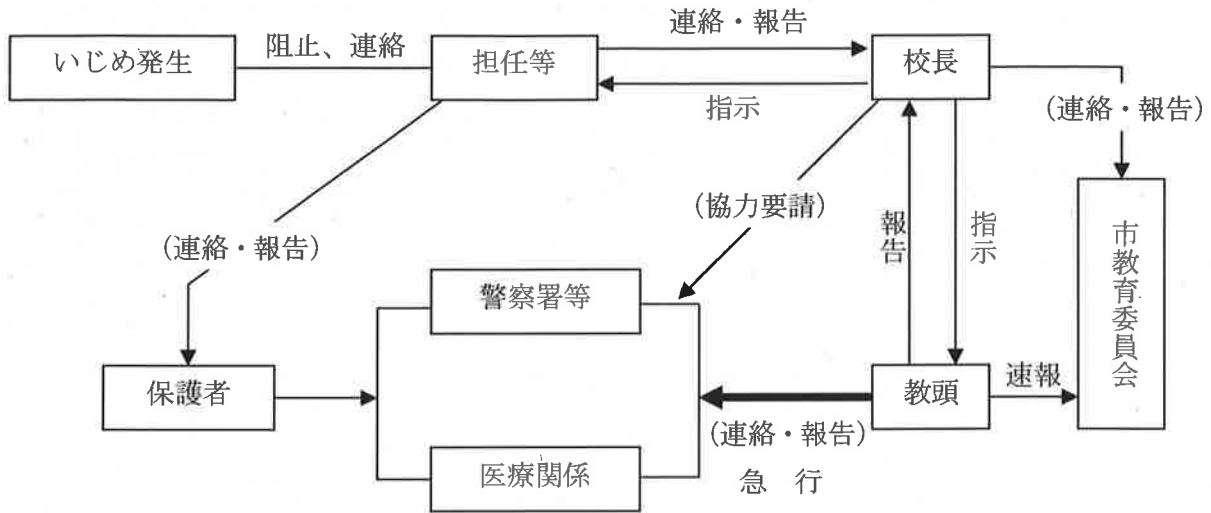 連絡・報告
いじめ発生
阻止、連絡
担任等
校長
指示
(連絡・報告)
(協力要請)
報告
指示
市教育委員会
(連絡・報告)
警察署等
保護者
教頭
速報
(連絡・報告)
医療関係
急 行